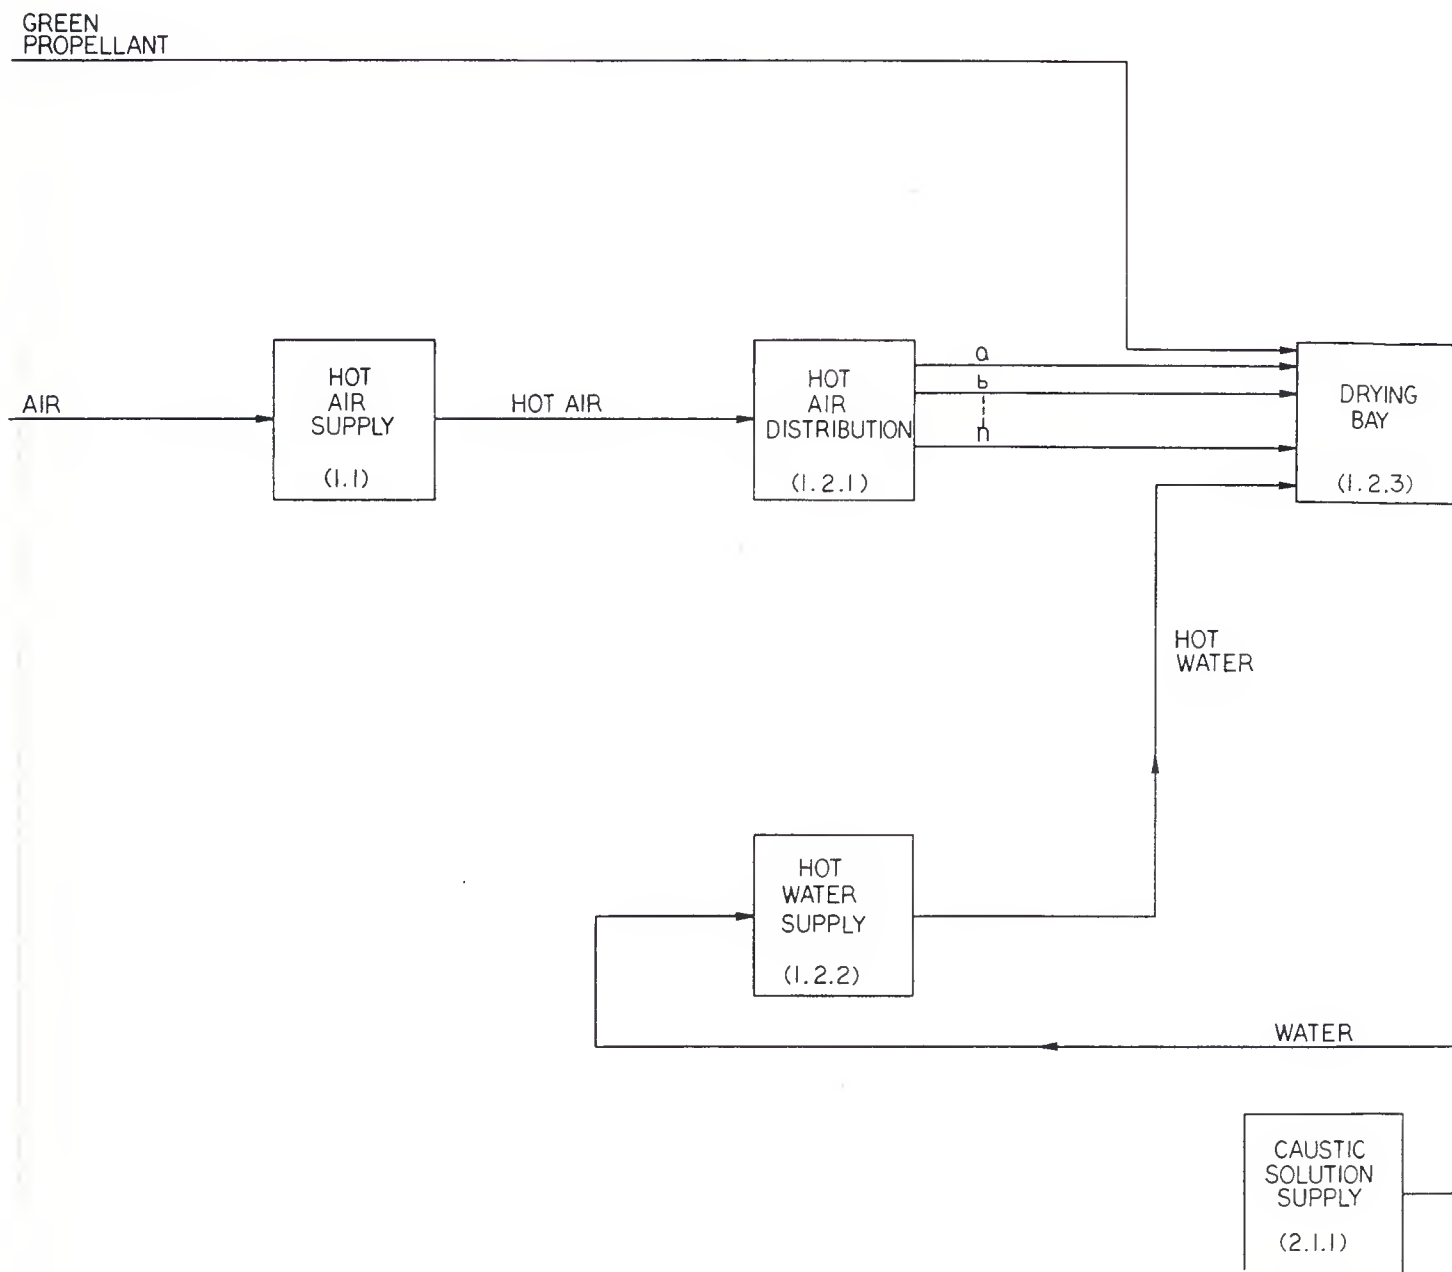 GREEN
PROPELLANT
AIR
HOT
AIR
SUPPLY
(1.1)
HOT AIR
HOT
AIR
DISTRIBUTION
(1.2.1)
a
b
n
DRYING
BAY
(1.2.3)
HOT
WATER
HOT
WATER
SUPPLY
(1.2.2)
WATER
CAUSTIC
SOLUTION
SUPPLY
(2.1.1)